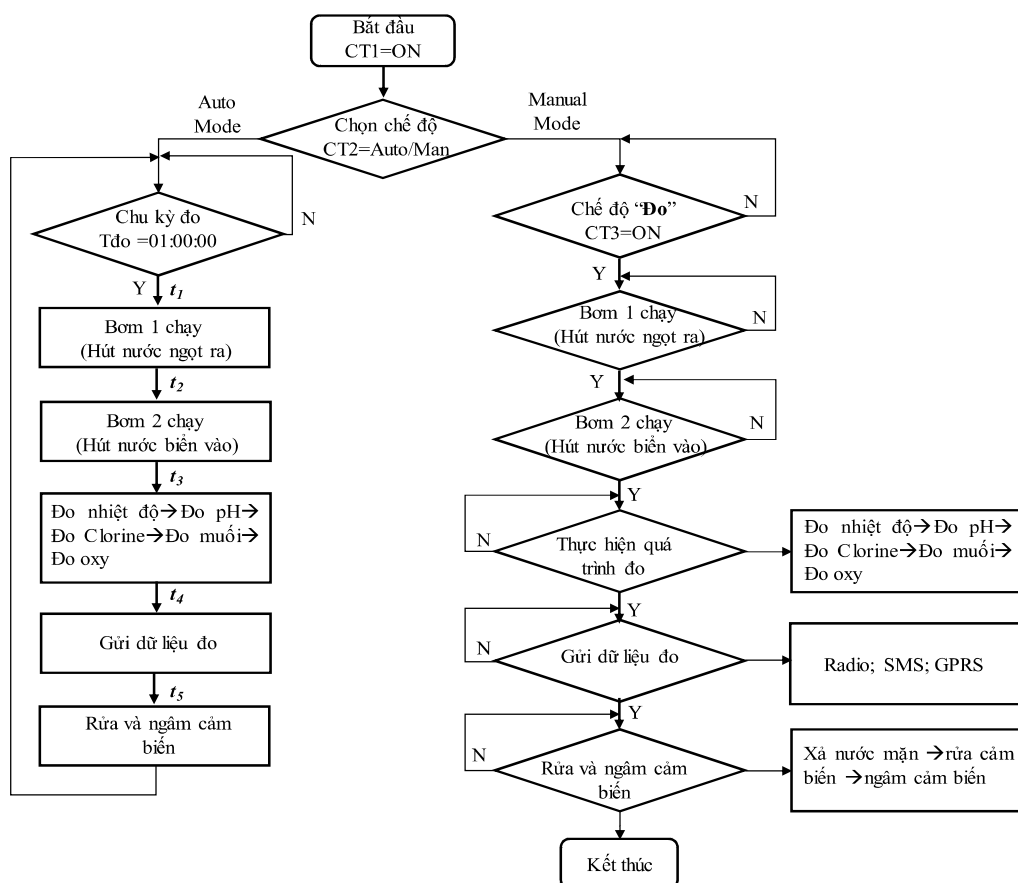 Bắt đầu
CT1=ON
Auto
Mode
Chọn chế độ
CT2=Auto/Man
Manual
Mode
Chu kỳ đo
Tđo =01:00:00
N
Y t1
Bơm 1 chạy
(Hút nước ngọt ra)
t2
Bơm 2 chạy
(Hút nước biển vào)
t3
Đo nhiệt độ→Đo pH→
Đo Clorine→Đo muối→
Đo oxy
t4
Gửi dữ liệu đo
t5
Rửa và ngâm cảm
biến
Chế độ “Đo”
CT3=ON
N
Y
Bơm 1 chạy
(Hút nước ngọt ra)
N
Y
Bơm 2 chạy
(Hút nước biển vào)
N
Y
Thực hiện quá
trình đo
N
Đo nhiệt độ→Đo pH→
Đo Clorine→Đo muối→
Đo oxy
Y
Gửi dữ liệu đo
N
Radio; SMS; GPRS
Y
Rửa và ngâm cảm
biến
N
Xả nước mặn →rửa cảm
biến →ngâm cảm biến
Kết thúc